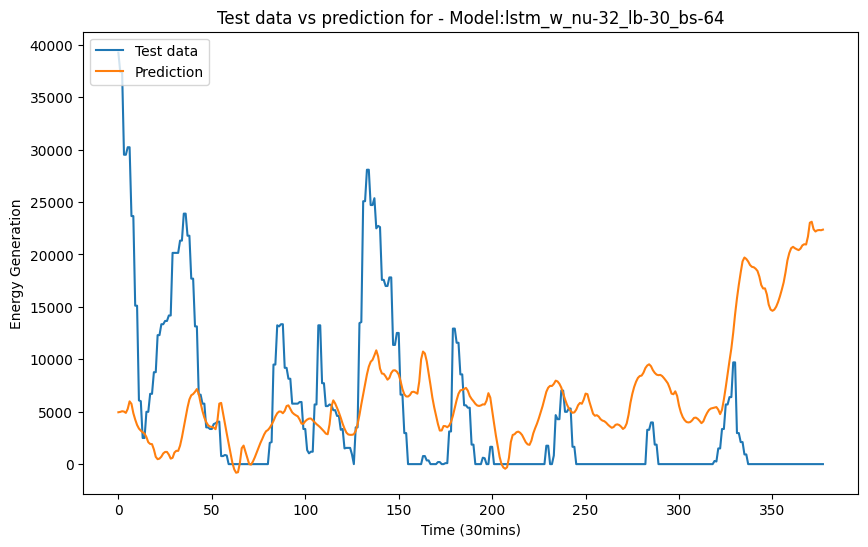 Test data vs prediction for - Model:lstm_w_nu-32_lb-30_bs-64
Test data
Prediction
Energy Generation
40000
35000
30000
25000
20000
15000
10000
5000
0
0 50 100 150 200 250 300 350
Time (30mins)